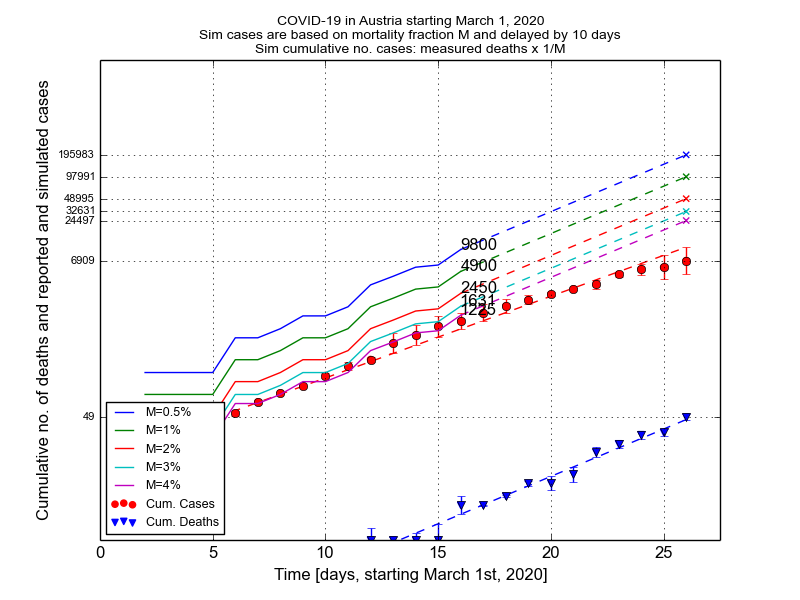 COVID-19 in Austria starting March 1, 2020
Sim cases are based on mortality fraction M and delayed by 10 days
Sim cumulative no. cases: measured deaths x 1/M
Cumulative no. of deaths and reported and simulated cases
195983
97991
48995
32631
24497
6909
49
9800
4900
2450
1631
1225
M=0.5%
M=1%
M=2%
M=3%
M=4%
Cum. Cases
Cum. Deaths
0 5 10 15 20 25
Time [days, starting March 1st, 2020]